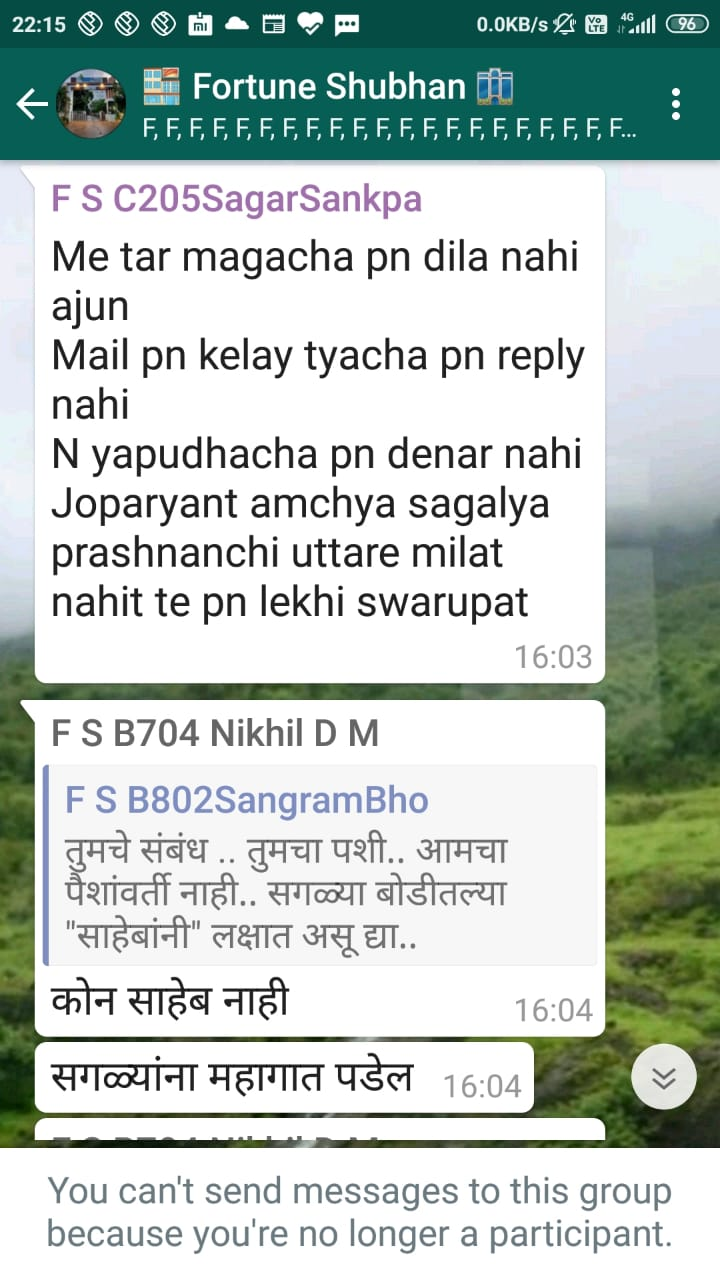 22:15
0.0KB/s
Vo LTE
4G
96
Fortune Shubhan
F, F, F, F, F, F, F, F, F, F, F, F, F, F, F, F, F, F, F, F, F...
F S C205SagarSankpa
Me tar magacha pn dila nahi
ajun
Mail pn kelay tyacha pn reply
nahi
N yapudhacha pn denar nahi
Joparyant amchya sagalya
prashnanchi uttare milat
nahit te pn lekhi swarupat
16:03
F S B704 Nikhil D M
F S B802SangramBho
तुमचे संबंध .. तुमचा पशी.. आमचा
पैशांवर्ती नाही.. सगळ्या बोडीतल्या
"साहेबांनी" लक्षात असू द्या..
कोन साहेब नाही
16:04
सगळ्यांना महागात पडेल
16:04
You can't send messages to this group
because you're no longer a participant.